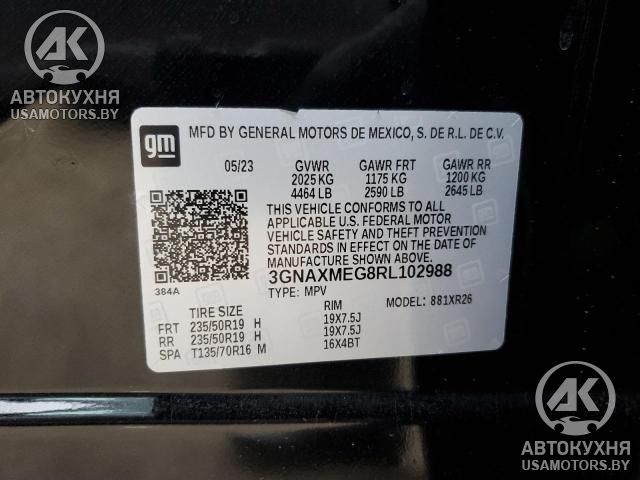 АК
АВТОКУХНЯ
USAMOTORS.BY
gm
MFD BY GENERAL MOTORS DE MEXICO, S. DE R.L. DE C.V.
05/23 GVWR GAWR FRT GAWR RR
2025 KG 1175 KG 1200 KG
4464 LB 2590 LB 2645 LB
THIS VEHICLE CONFORMS TO ALL
APPLICABLE U.S. FEDERAL MOTOR
VEHICLE SAFETY AND THEFT PREVENTION
STANDARDS IN EFFECT ON THE DATE OF
MANUFACTURE SHOWN ABOVE.
384A
3GNAXMEG8RL102988
TYPE: MPV MODEL: 881XR26
TIRE SIZE RIM
FRT 235/50R19 H 19X7.5J
RR 235/50R19 H 19X7.5J
SPA T135/70R16 M 16X4BT
АК
АВТОКУХНЯ
USAMOTORS.BY